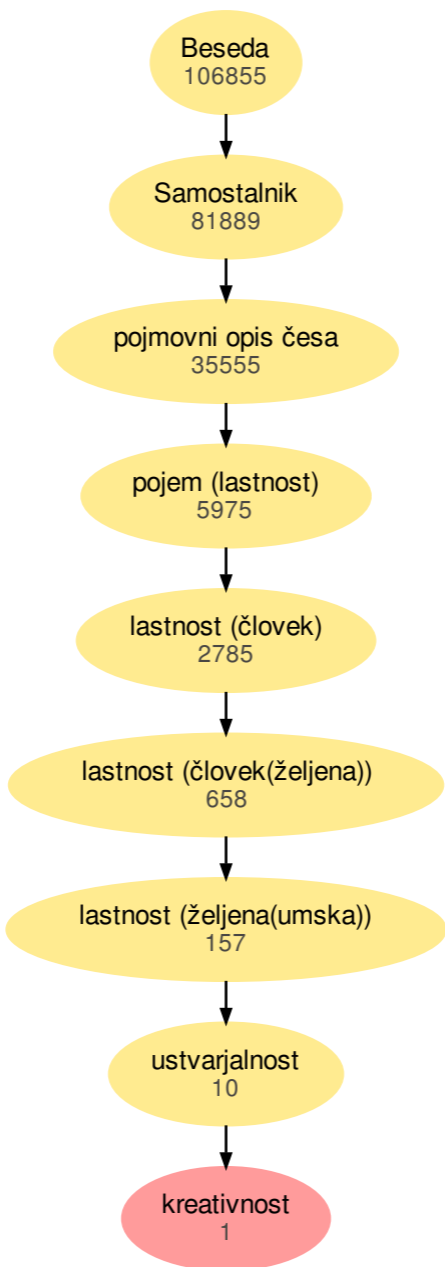 Beseda
106855
Samostalnik
81889
pojmovni opis česa
35555
pojem (lastnost)
5975
lastnost (človek)
2785
lastnost (človek(željena))
658
lastnost (željena(umska))
157
ustvarjalnost
10
kreativnost
1